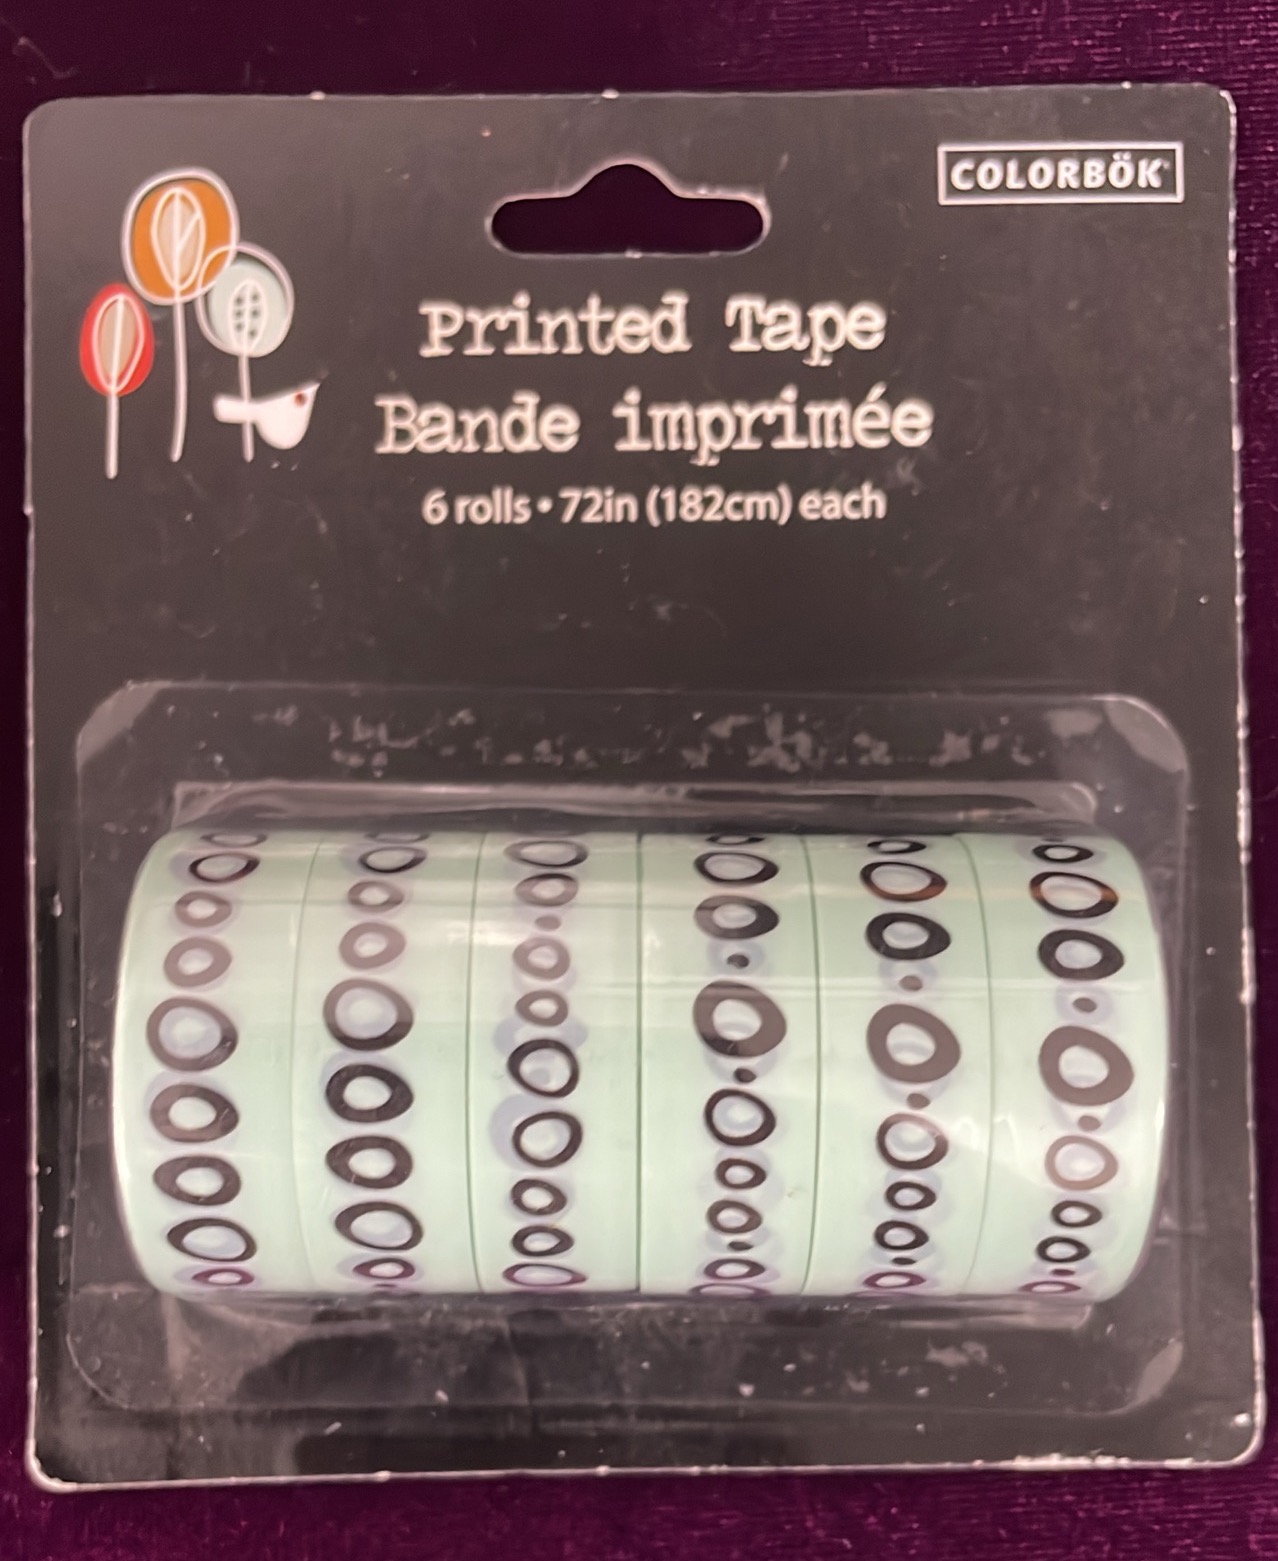 COLORBÖK
Printed Tape
Bande imprimée
6 rolls • 72in (182cm) each